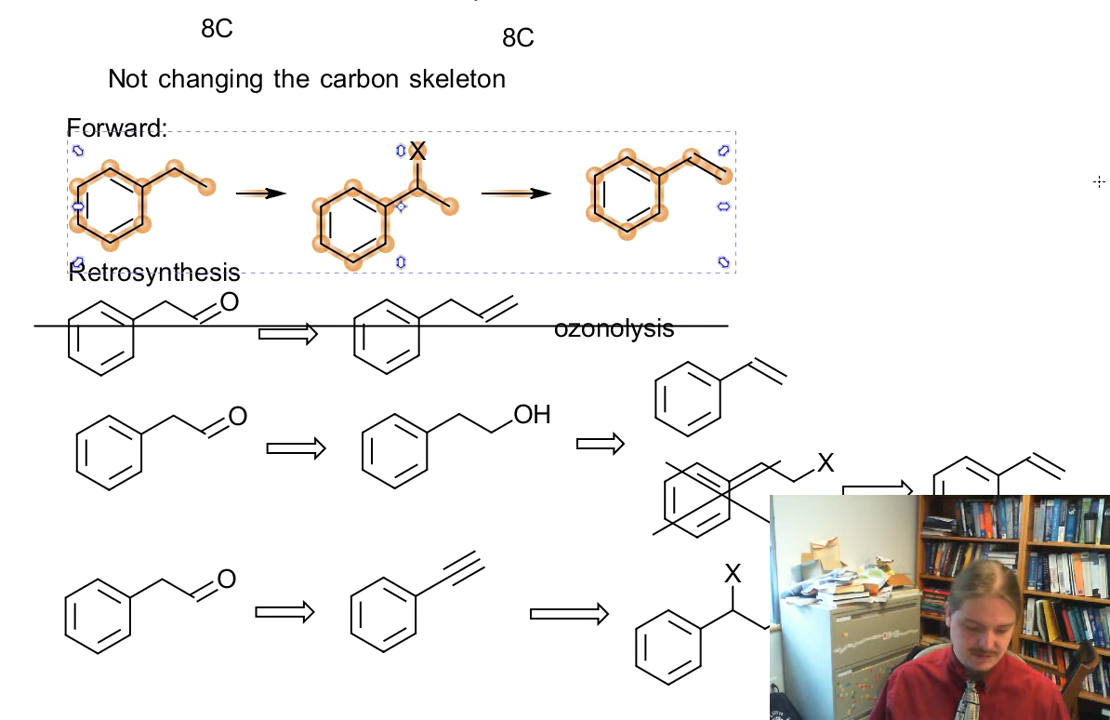 8C
8C
Not changing the carbon skeleton
Forward:
X
Retrosynthesis
O
ozonolysis
O
OH
X
O
X